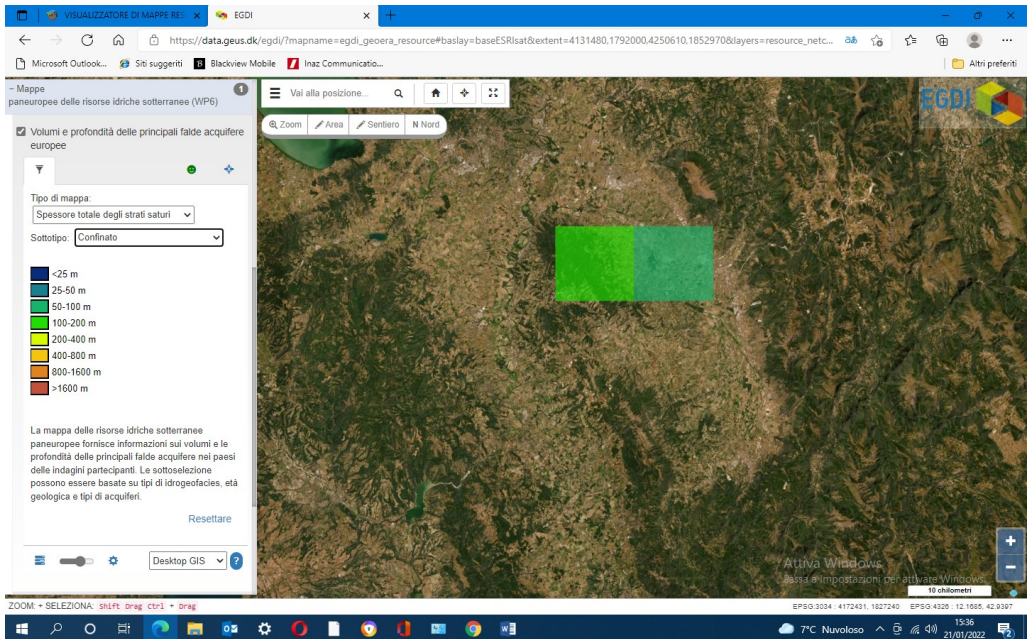 VISUALIZZATORE DI MAPPE RES
EGDI
https://data.geus.dk/egdi/?mapname=egdi_geoera_resource#baslay=baseESRIsat&extent=4131480,1792000,4250610,1852970&layers=resource_netc...
Microsoft Outlook...
Siti suggeriti
Blackview Mobile
Inaz Communicatio...
Altri preferiti
− Mappe
paneuropee delle risorse idriche sotterranee (WP6)
1
Vai alla posizione...
EGDI
Zoom
Area
Sentiero
N Nord
Volumi e profondità delle principali falde acquifere
europee
Tipo di mappa:
Spessore totale degli strati saturi
Sottotipo: Confinato
<25 m
25-50 m
50-100 m
100-200 m
200-400 m
400-800 m
800-1600 m
>1600 m
La mappa delle risorse idriche sotterranee
paneuropee fornisce informazioni sui volumi e le
profondità delle principali falde acquifere nei paesi
delle indagini partecipanti. Le sottoselezione
possono essere basate su tipi di idrogeofacies, età
geologica e tipi di acquiferi.
Resettare
Desktop GIS
?
+
−
Attiva Windows
Passa a Impostazioni per attivare Windows.
10 chilometri
ZOOM: + SELEZIONA: Shift Drag Ctrl + Drag
EPSG:3034 : 4172431, 1827240
EPSG:4326 : 12.1685, 42.9397
7°C Nuvoloso
15:36
21/01/2022